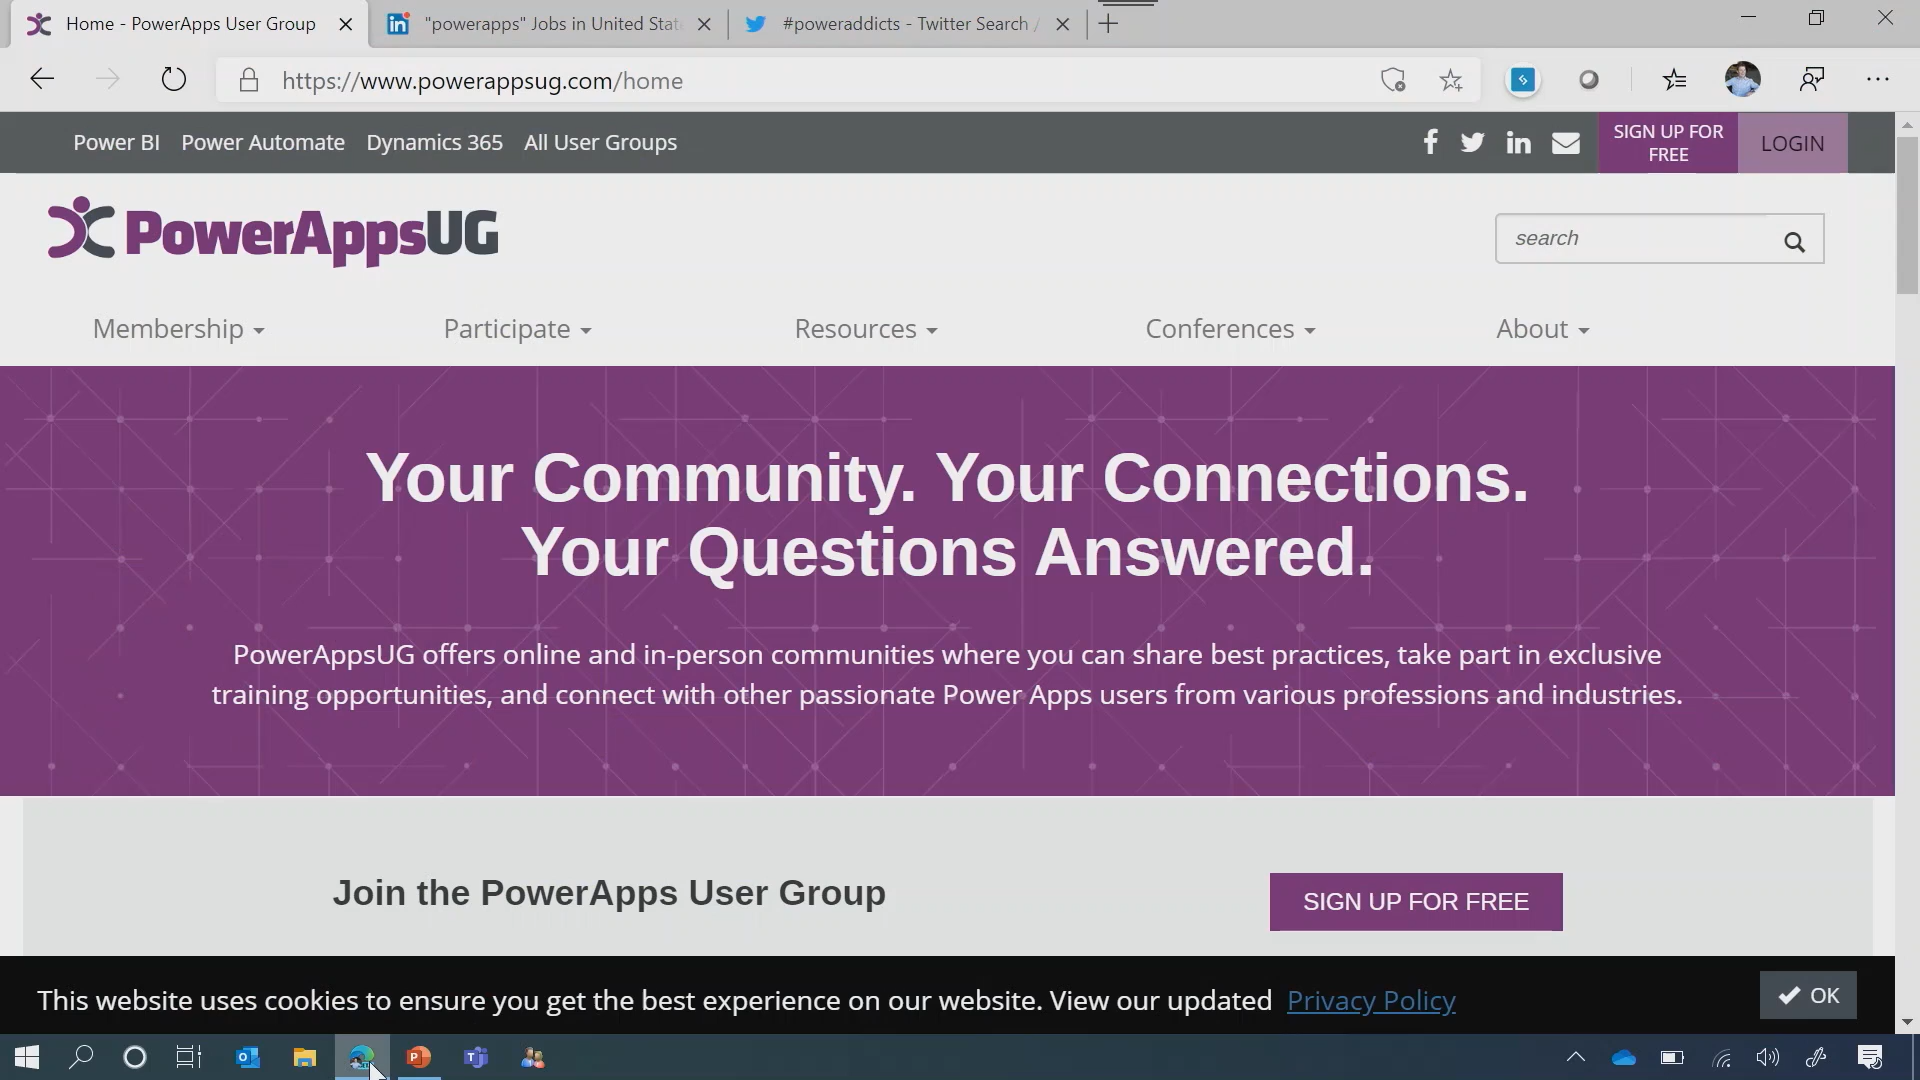 Home - PowerApps User Group
"powerapps" Jobs in United Stat
#poweraddicts - Twitter Search /
https://www.powerappsug.com/home
Power BI Power Automate Dynamics 365 All User Groups
SIGN UP FOR
FREE
LOGIN
PowerAppsUG
search
Membership Participate Resources Conferences About
Your Community. Your Connections.
Your Questions Answered.
PowerAppsUG offers online and in-person communities where you can share best practices, take part in exclusive
training opportunities, and connect with other passionate Power Apps users from various professions and industries.
Join the PowerApps User Group
SIGN UP FOR FREE
This website uses cookies to ensure you get the best experience on our website. View our updated Privacy Policy
OK